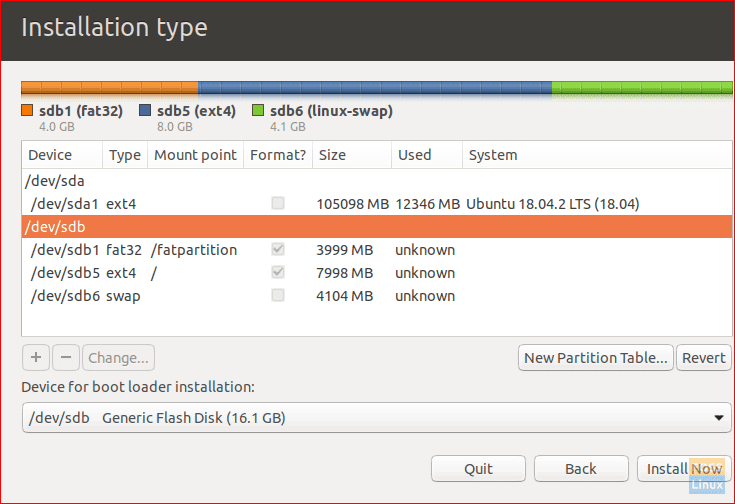 Installation type
sdb1 (fat32) sdb5 (ext4) sdb6 (linux-swap)
4.0 GB 8.0 GB 4.1 GB
Device Type Mount point Format? Size Used System
/dev/sda
/dev/sda1 ext4 105098 MB 12346 MB Ubuntu 18.04.2 LTS (18.04)
/dev/sdb
/dev/sdb1 fat32 /fatpartition 3999 MB unknown
/dev/sdb5 ext4 / 7998 MB unknown
/dev/sdb6 swap 4104 MB unknown
+ − Change... New Partition Table... Revert
Device for boot loader installation:
/dev/sdb Generic Flash Disk (16.1 GB)
Quit Back Install Now
Linux